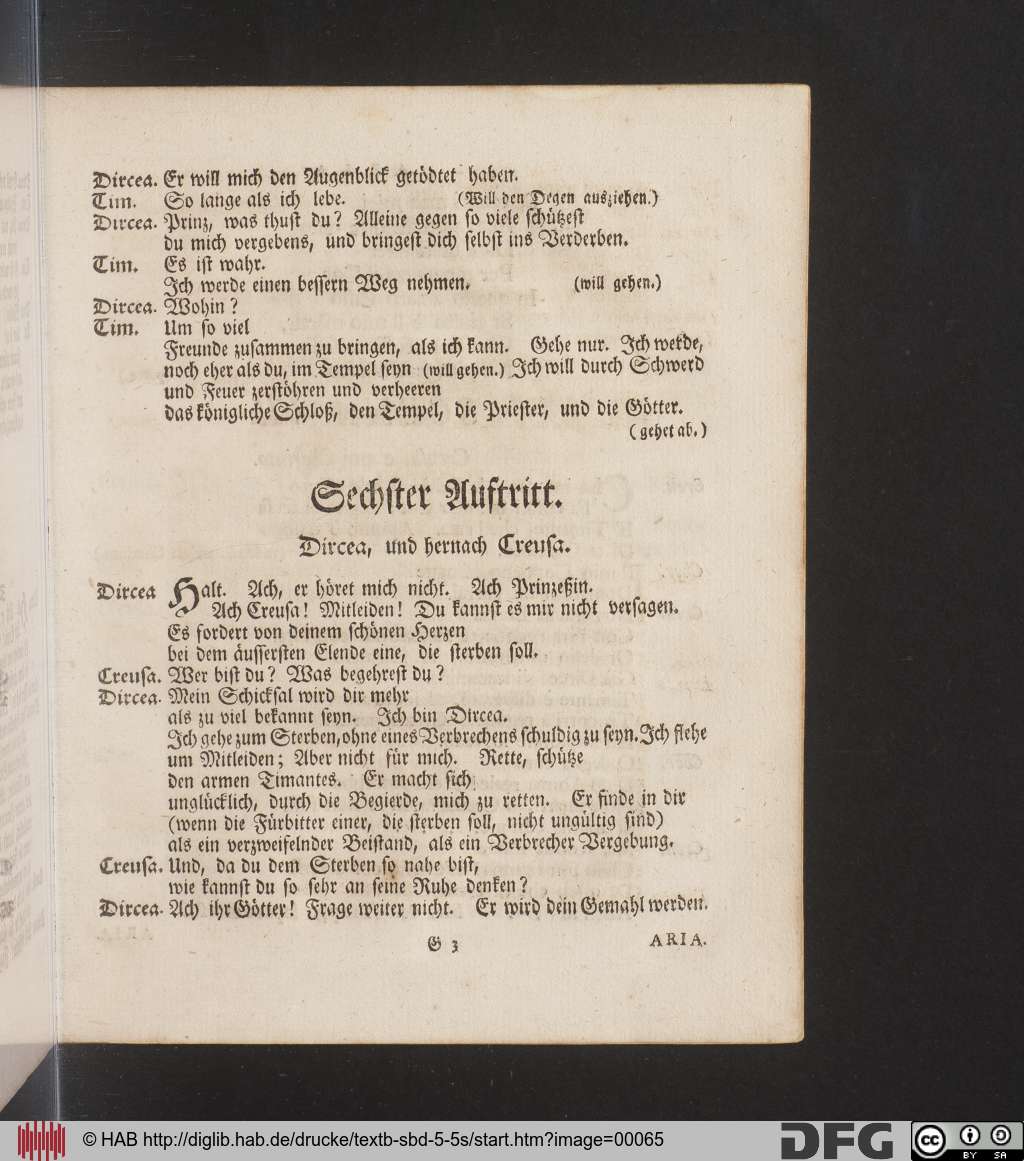 Dircea. Er will mich den Augenblick getödtet haben.
Tim. So lange als ich lebe. (Will den Degen ausziehen.)
Dircea. Prinz, was thust du? Alleine gegen so viele schützest
du mich vergebens, und bringest dich selbst ins Verderben.
Tim. Es ist wahr.
Ich werde einen bessern Weg nehmen. (will gehen.)
Dircea. Wohin?
Tim. Um so viel
Freunde zusammen zu bringen, als ich kann. Gehe nur. Ich werde,
noch eher als du, im Tempel seyn (will gehen.) Ich will durch Schwerd
und Feuer zerstöhren und verheeren
das königliche Schloß, den Tempel, die Priester, und die Götter.
(gehet ab.)
Sechster Auftritt.
Dircea, und hernach Creusa.
Dircea Halt. Ach, er höret mich nicht. Ach Prinzeßin.
Ach Creusa! Mitleiden! Du kannst es mir nicht versagen.
Es fordert von deinem schönen Herzen
bei dem äussersten Elende eine, die sterben soll.
Creusa. Wer bist du? Was begehrest du?
Dircea. Mein Schicksal wird dir mehr
als zu viel bekannt seyn. Ich bin Dircea.
Ich gehe zum Sterben, ohne eines Verbrechens schuldig zu seyn. Ich flehe
um Mitleiden; Aber nicht für mich. Rette, schütze
den armen Timantes. Er macht sich
unglücklich, durch die Begierde, mich zu retten. Er finde in dir
(wenn die Fürbitter einer, die sterben soll, nicht ungültig sind)
als ein verzweifelnder Beistand, als ein Verbrecher Vergebung.
Creusa. Und, da du dem Sterben so nahe bist,
wie kannst du so sehr an seine Ruhe denken?
Dircea. Ach ihr Götter! Frage weiter nicht. Er wird dein Gemahl werden.
G 3 ARIA.
© HAB http://diglib.hab.de/drucke/textb-sbd-5-5s/start.htm?image=00065
DFG
cc BY SA